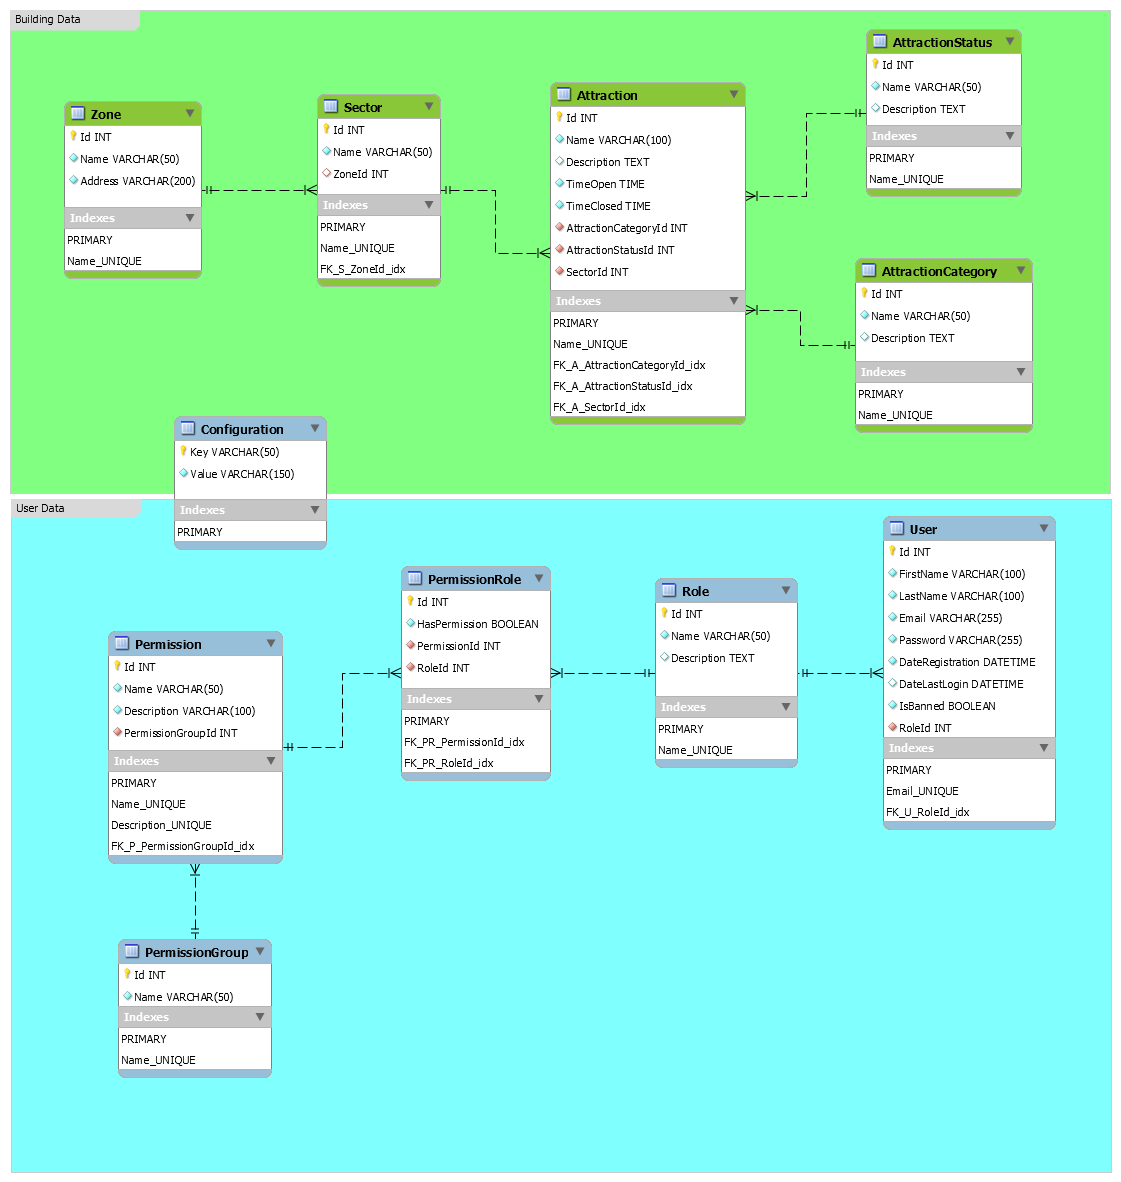 Building Data
Zone
Id INT
Name VARCHAR(50)
Address VARCHAR(200)
Indexes
PRIMARY
Name_UNIQUE
Sector
Id INT
Name VARCHAR(50)
ZoneId INT
Indexes
PRIMARY
Name_UNIQUE
FK_S_ZoneId_idx
Attraction
Id INT
Name VARCHAR(100)
Description TEXT
TimeOpen TIME
TimeClosed TIME
AttractionCategoryId INT
AttractionStatusId INT
SectorId INT
Indexes
PRIMARY
Name_UNIQUE
FK_A_AttractionCategoryId_idx
FK_A_AttractionStatusId_idx
FK_A_SectorId_idx
AttractionStatus
Id INT
Name VARCHAR(50)
Description TEXT
Indexes
PRIMARY
Name_UNIQUE
AttractionCategory
Id INT
Name VARCHAR(50)
Description TEXT
Indexes
PRIMARY
Name_UNIQUE
Configuration
Key VARCHAR(50)
Value VARCHAR(150)
Indexes
PRIMARY
User Data
Permission
Id INT
Name VARCHAR(50)
Description VARCHAR(100)
PermissionGroupId INT
Indexes
PRIMARY
Name_UNIQUE
Description_UNIQUE
FK_P_PermissionGroupId_idx
PermissionRole
Id INT
HasPermission BOOLEAN
PermissionId INT
RoleId INT
Indexes
PRIMARY
FK_PR_PermissionId_idx
FK_PR_RoleId_idx
Role
Id INT
Name VARCHAR(50)
Description TEXT
Indexes
PRIMARY
Name_UNIQUE
User
Id INT
FirstName VARCHAR(100)
LastName VARCHAR(100)
Email VARCHAR(255)
Password VARCHAR(255)
DateRegistration DATETIME
DateLastLogin DATETIME
IsBanned BOOLEAN
RoleId INT
Indexes
PRIMARY
Email_UNIQUE
FK_U_RoleId_idx
PermissionGroup
Id INT
Name VARCHAR(50)
Indexes
PRIMARY
Name_UNIQUE